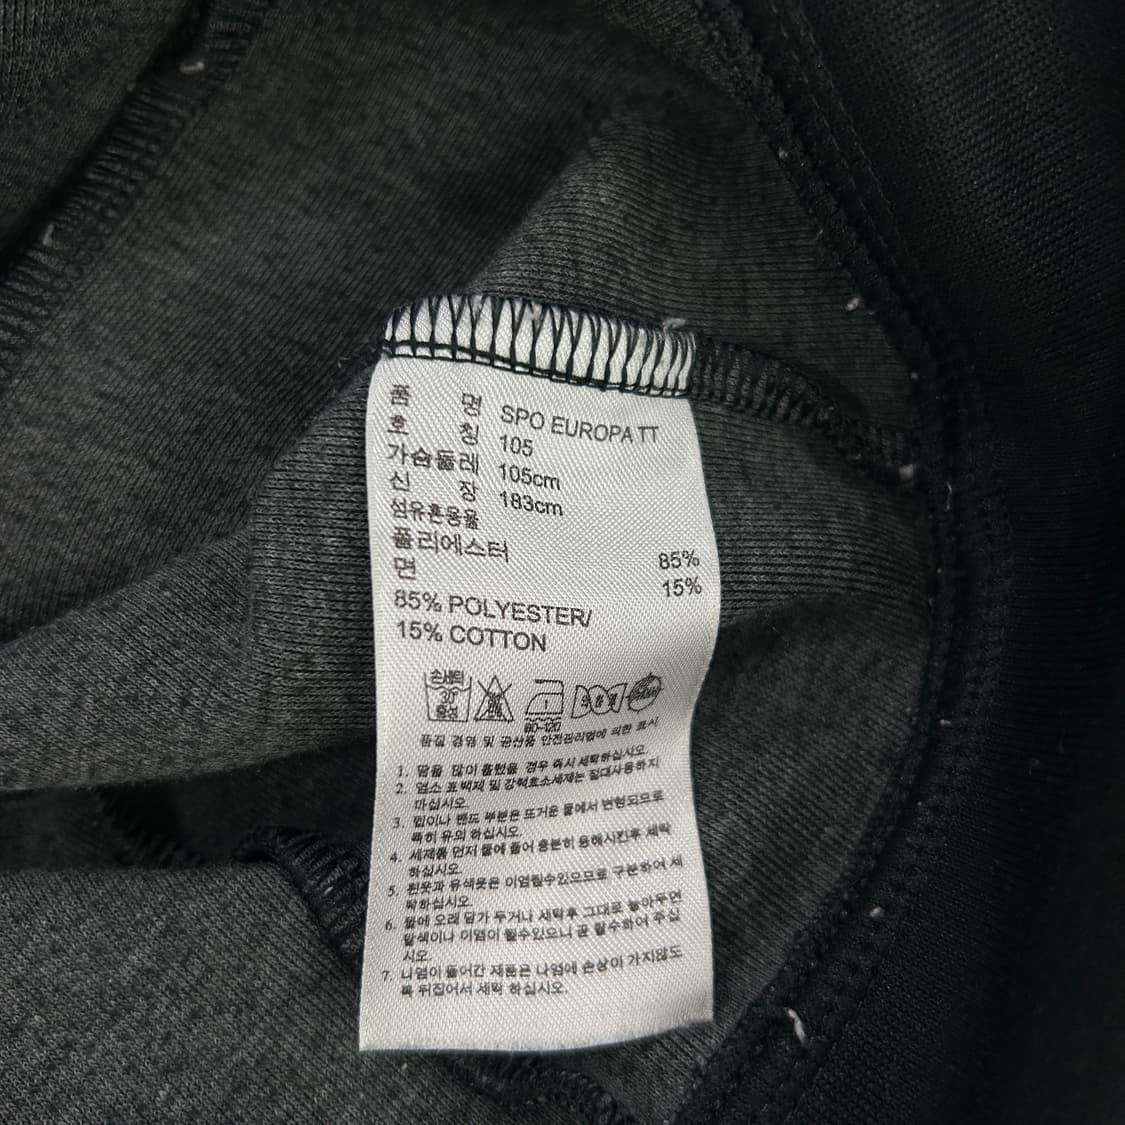 품 명 SPO EUROPA TT
호 칭 105
가슴둘레 105cm
신 장 183cm
섬유혼용율
폴리에스터 85%
면 15%
85% POLYESTER/
15% COTTON
손세탁
30
중성
80-120
품질 경영 및 공산품 안전관리법에 의한 표시
1. 땀을 많이 흘렸을 경우 즉시 세탁하십시오.
2. 염소 표백제 및 강력효소세제는 절대사용하지
마십시오.
3. 힙이나 밴드 부분은 뜨거운 물에서 변형되므로
특히 유의 하십시오.
4. 세제를 먼저 물에 풀어 충분히 용해시킨후 세탁
하십시오.
5. 흰옷과 유색옷은 이염될수있으므로 구분하여 세
탁하십시오.
6. 물에 오래 담가 두거나 세탁후 그대로 놓아두면
탈색이나 이염이 될수있으니 곧 탈수하여 주십
시오.
7. 나염이 들어간 제품은 나염에 손상이 가지않도
록 뒤집어서 세탁 하십시오.